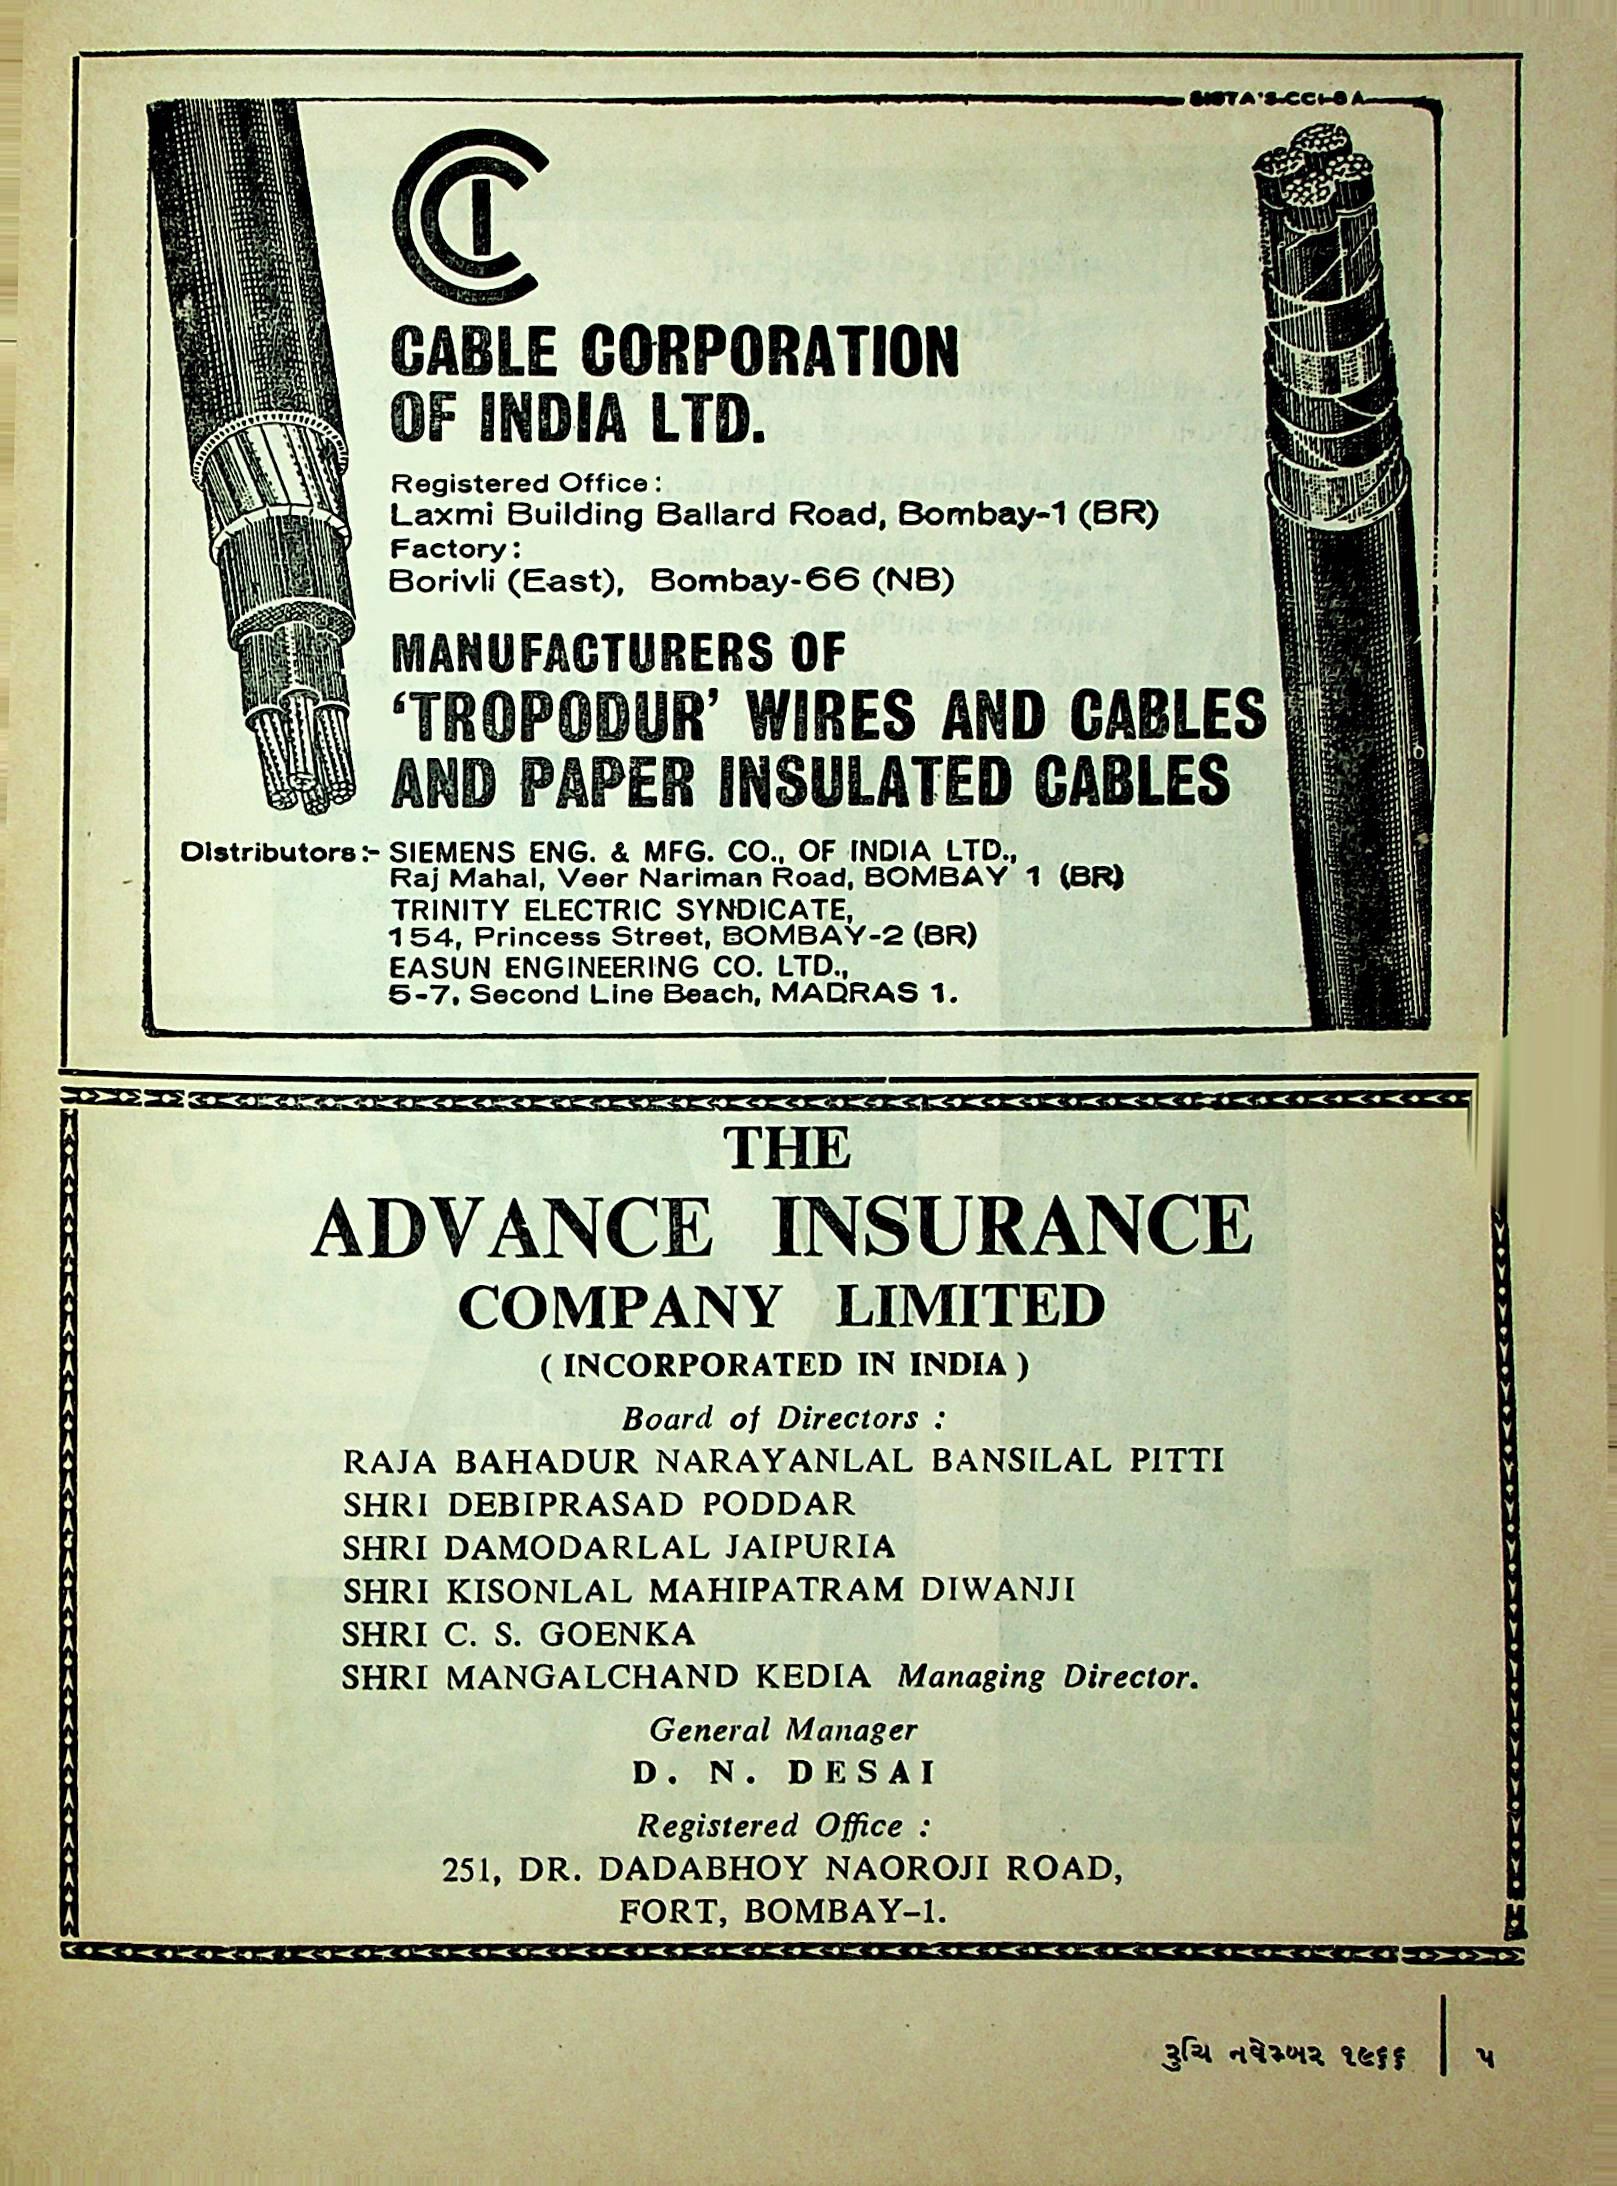 SISTA'S-CCI-8A
CCI
CABLE CORPORATION
OF INDIA LTD.
Registered Office:
Laxmi Building Ballard Road, Bombay-1 (BR)
Factory:
Borivli (East), Bombay-66 (NB)
MANUFACTURERS OF
'TROPODUR' WIRES AND CABLES
AND PAPER INSULATED CABLES
Distributors:- SIEMENS ENG. & MFG. CO., OF INDIA LTD.,
Raj Mahal, Veer Nariman Road, BOMBAY 1 (BR)
TRINITY ELECTRIC SYNDICATE,
154, Princess Street, BOMBAY-2 (BR)
EASUN ENGINEERING CO. LTD.,
5-7, Second Line Beach, MADRAS 1.
THE
ADVANCE INSURANCE
COMPANY LIMITED
( INCORPORATED IN INDIA )
Board of Directors :
RAJA BAHADUR NARAYANLAL BANSILAL PITTI
SHRI DEBIPRASAD PODDAR
SHRI DAMODARLAL JAIPURIA
SHRI KISONLAL MAHIPATRAM DIWANJI
SHRI C. S. GOENKA
SHRI MANGALCHAND KEDIA Managing Director.
General Manager
D. N. DESAI
Registered Office :
251, DR. DADABHOY NAOROJI ROAD,
FORT, BOMBAY–1.
રુચિ નવેમ્બર ૧૯૬૬ | ૫